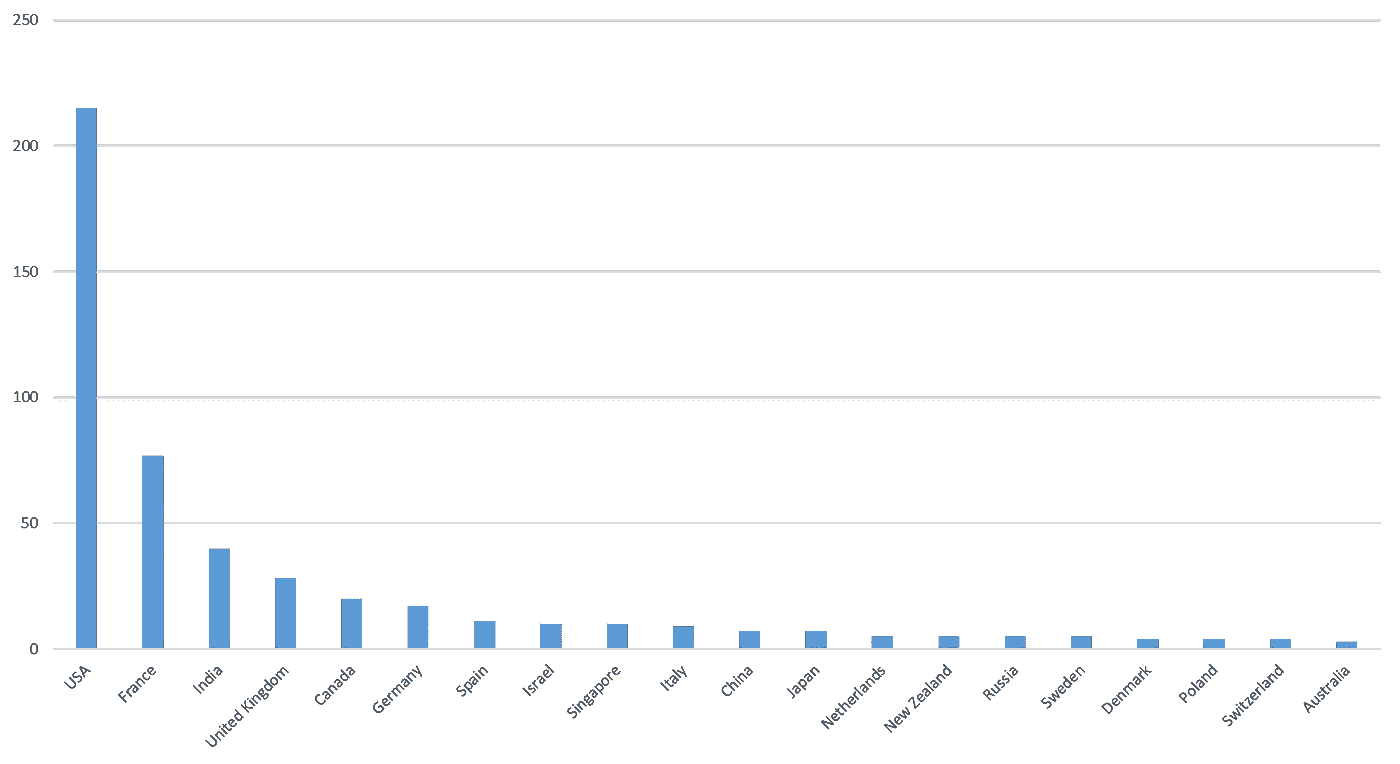 250
200
150
100
50
0
USA
France
India
United Kingdom
Canada
Germany
Spain
Israel
Singapore
Italy
China
Japan
Netherlands
New Zealand
Russia
Sweden
Denmark
Poland
Switzerland
Australia